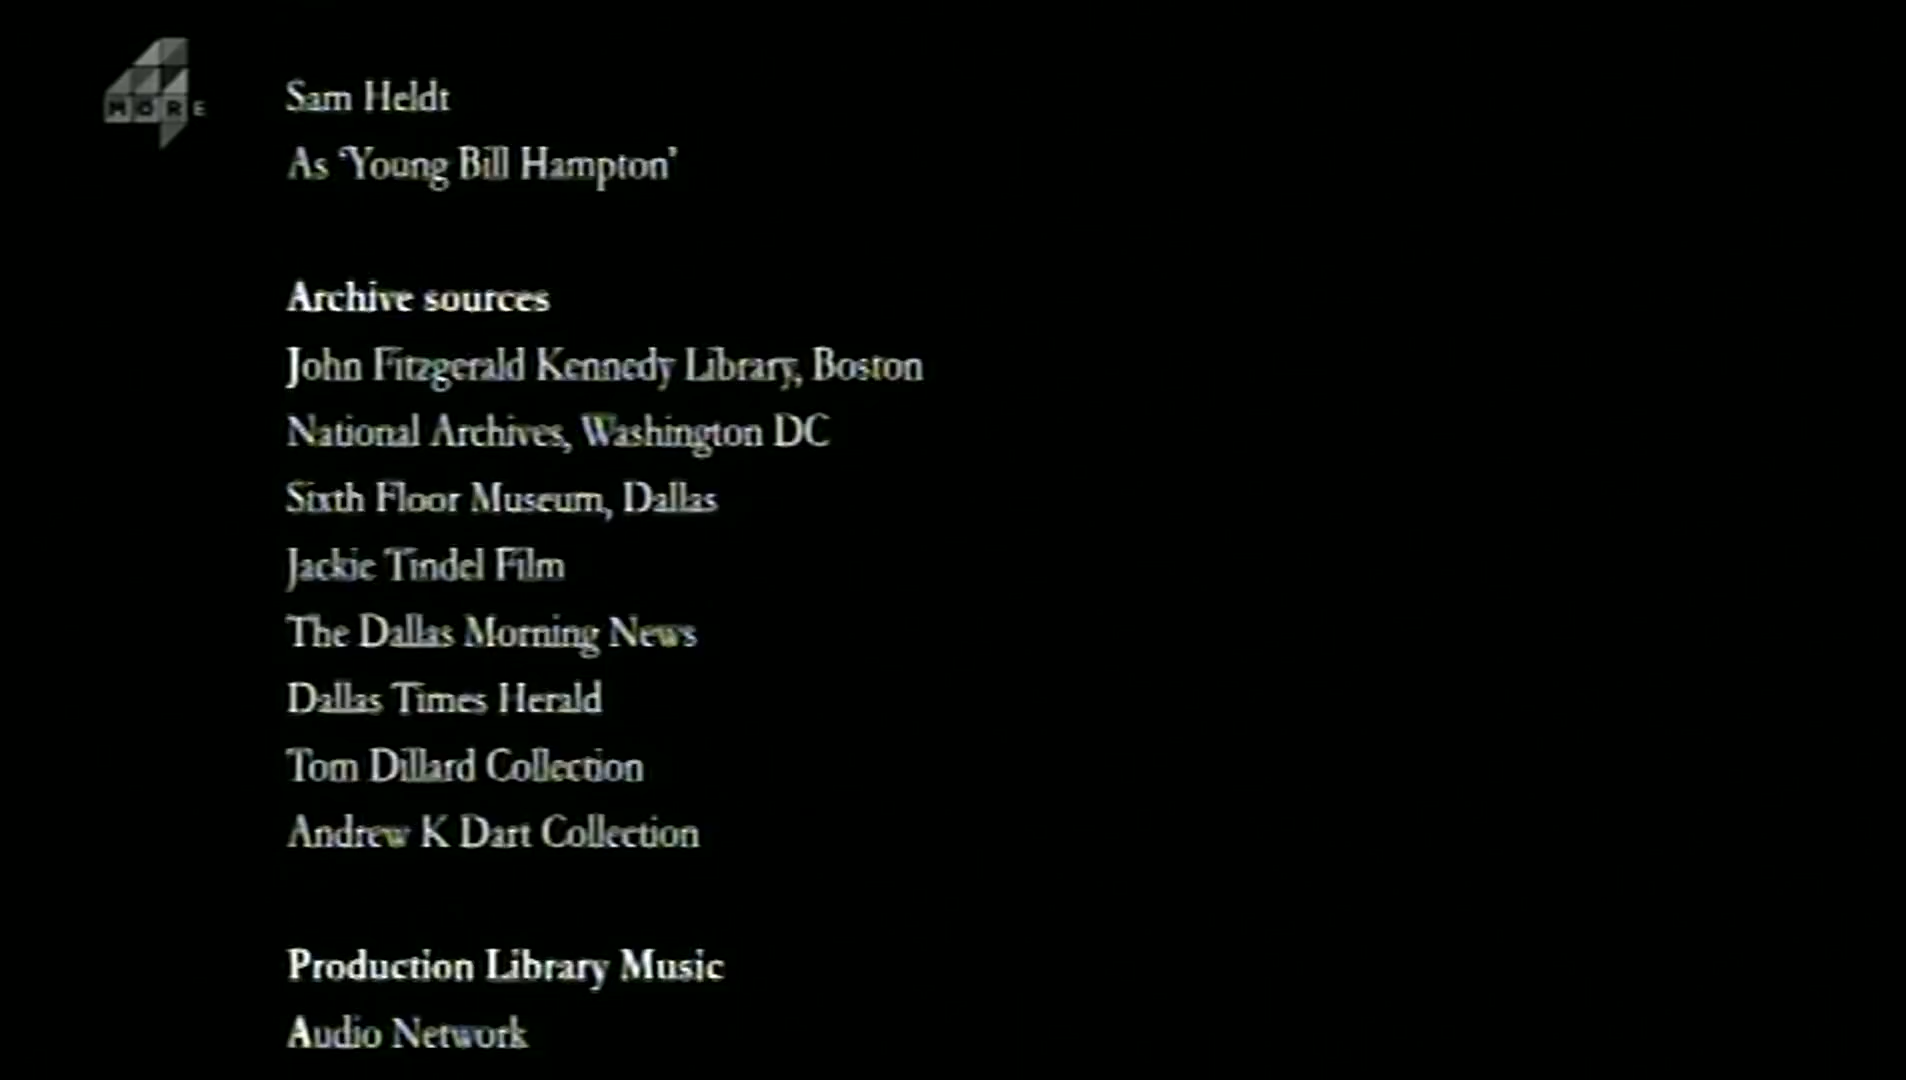 MORE
Sam Heldt
As ‘Young Bill Hampton’
Archive sources
John Fitzgerald Kennedy Library, Boston
National Archives, Washington DC
Sixth Floor Museum, Dallas
Jackie Tindel Film
The Dallas Morning News
Dallas Times Herald
Tom Dillard Collection
Andrew K Dart Collection
Production Library Music
Audio Network